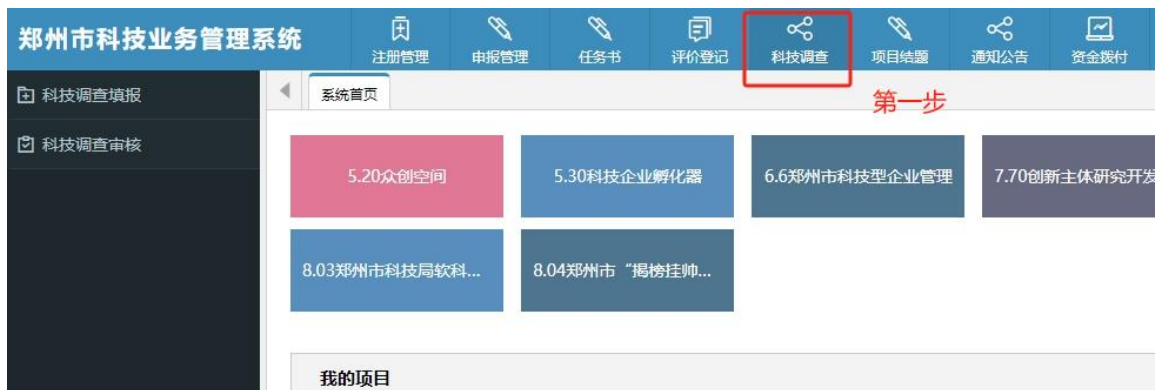 郑州市科技业务管理系统
注册管理
申报管理
任务书
评价登记
科技调查
项目结题
通知公告
资金拨付
科技调查填报
系统首页
第一步
科技调查审核
5.20众创空间
5.30科技企业孵化器
6.6郑州市科技型企业管理
7.70创新主体研究开发
8.03郑州市科技局软科...
8.04郑州市“揭榜挂帅...
我的项目